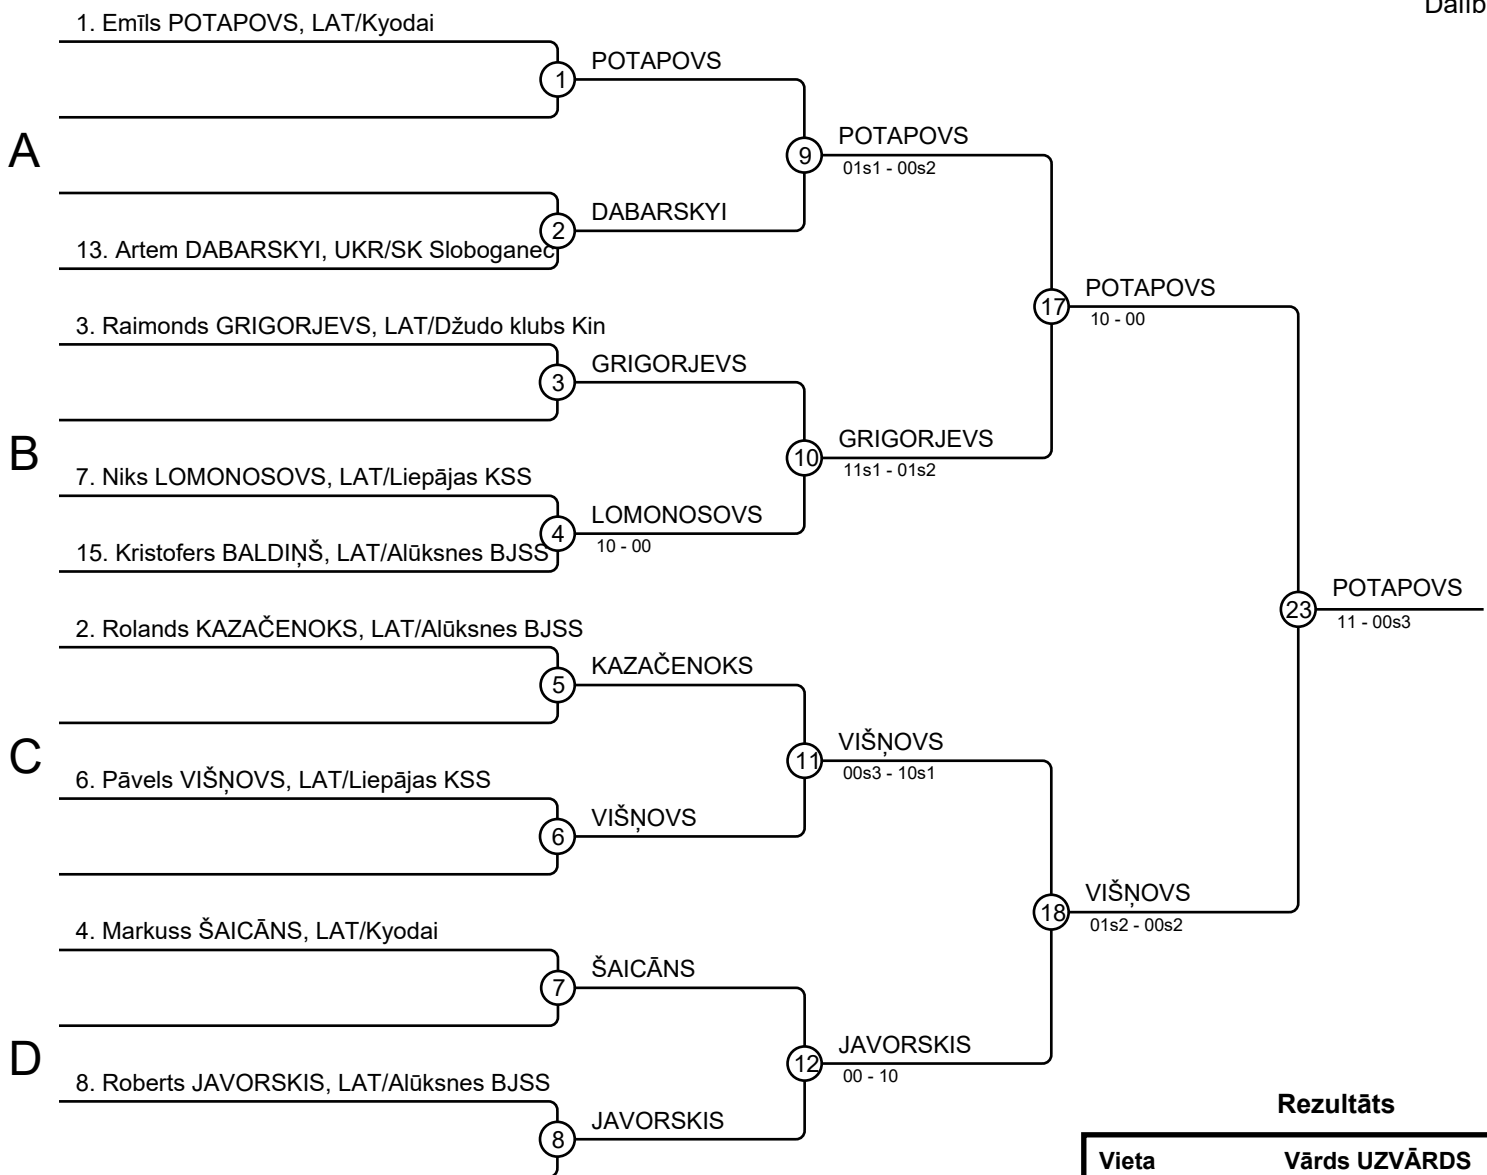 Dalīb
1. Emīls POTAPOVS, LAT/Kyodai
1
POTAPOVS
A
9
POTAPOVS
01s1 - 00s2
2
DABARSKYI
13. Artem DABARSKYI, UKR/SK Sloboganec
17
POTAPOVS
10 - 00
3. Raimonds GRIGORJEVS, LAT/Džudo klubs Kin
3
GRIGORJEVS
B
10
GRIGORJEVS
11s1 - 01s2
7. Niks LOMONOSOVS, LAT/Liepājas KSS
4
LOMONOSOVS
10 - 00
15. Kristofers BALDIŅŠ, LAT/Alūksnes BJSS
23
POTAPOVS
11 - 00s3
2. Rolands KAZAČENOKS, LAT/Alūksnes BJSS
5
KAZAČENOKS
C
11
VIŠŅOVS
00s3 - 10s1
6. Pāvels VIŠŅOVS, LAT/Liepājas KSS
6
VIŠŅOVS
18
VIŠŅOVS
01s2 - 00s2
4. Markuss ŠAICĀNS, LAT/Kyodai
7
ŠAICĀNS
D
12
JAVORSKIS
00 - 10
8. Roberts JAVORSKIS, LAT/Alūksnes BJSS
8
JAVORSKIS
Rezultāts
Vieta Vārds UZVĀRDS